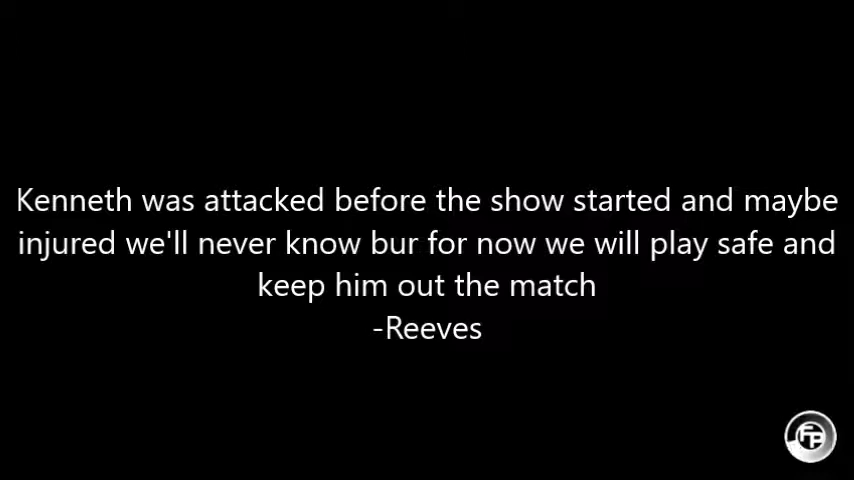 Kenneth was attacked before the show started and maybe
injured we'll never know bur for now we will play safe and
keep him out the match
-Reeves
FP